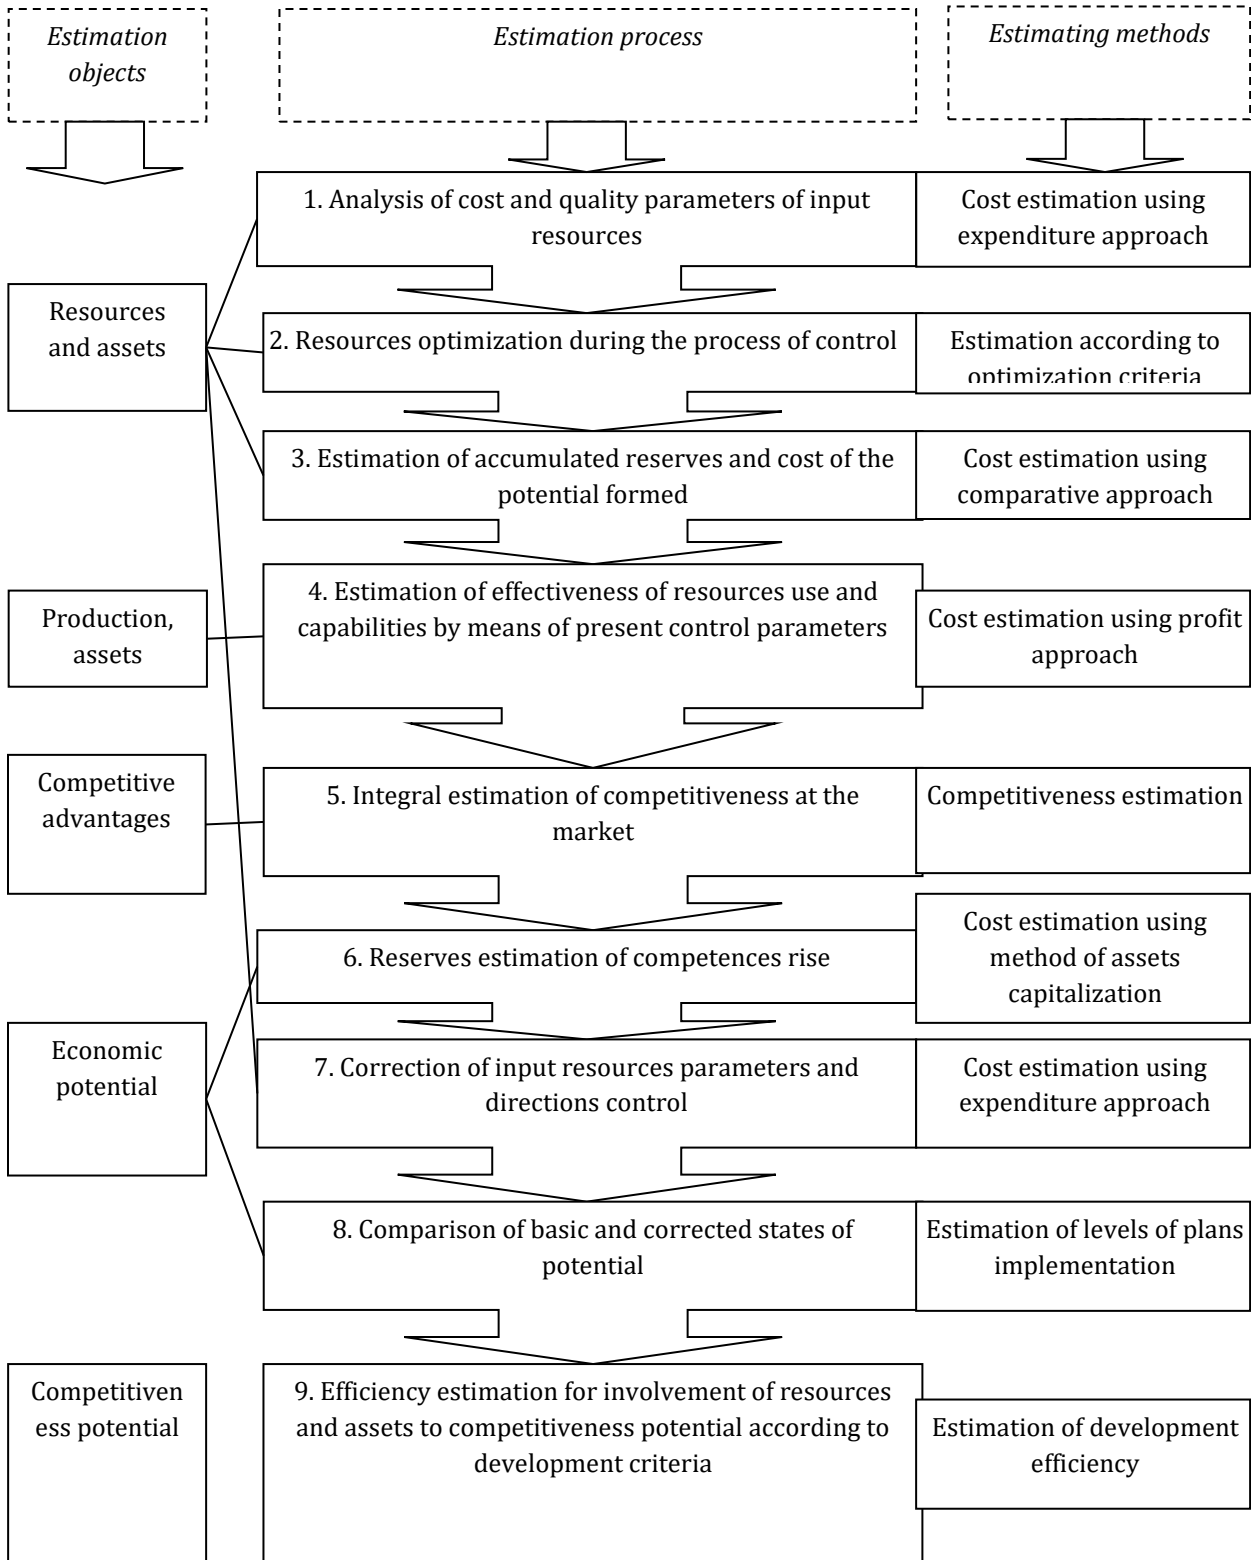 Estimation
objects
Estimation process
Estimating methods
1. Analysis of cost and quality parameters of input
resources
Cost estimation using
expenditure approach
Resources
and assets
2. Resources optimization during the process of control
Estimation according to
optimization criteria
3. Estimation of accumulated reserves and cost of the
potential formed
Cost estimation using
comparative approach
Production,
assets
4. Estimation of effectiveness of resources use and
capabilities by means of present control parameters
Cost estimation using profit
approach
Competitive
advantages
5. Integral estimation of competitiveness at the
market
Competitiveness estimation
6. Reserves estimation of competences rise
Cost estimation using
method of assets
capitalization
Economic
potential
7. Correction of input resources parameters and
directions control
Cost estimation using
expenditure approach
8. Comparison of basic and corrected states of
potential
Estimation of levels of plans
implementation
Competitiven
ess potential
9. Efficiency estimation for involvement of resources
and assets to competitiveness potential according to
development criteria
Estimation of development
efficiency